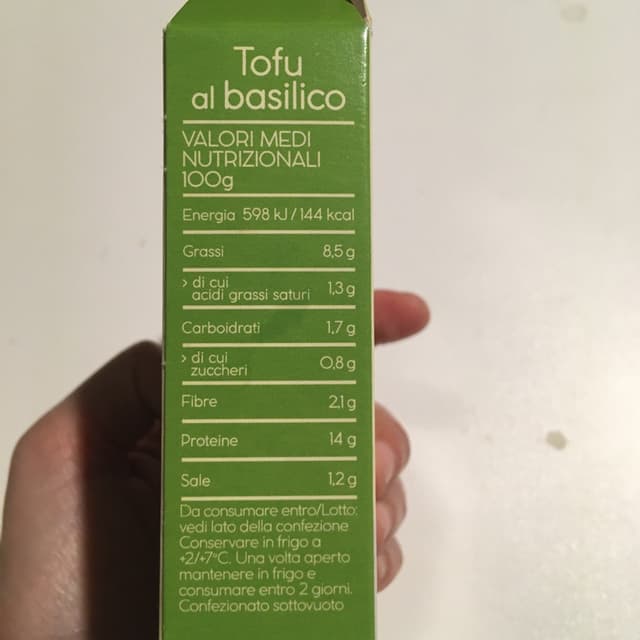 Tofu
al basilico
VALORI MEDI
NUTRIZIONALI
100g
Energia 598 kJ / 144 kcal
Grassi 8,5 g
> di cui
acidi grassi saturi 1,3 g
Carboidrati 1,7 g
> di cui
zuccheri 0,8 g
Fibre 2,1 g
Proteine 14 g
Sale 1,2 g
Da consumare entro/Lotto:
vedi lato della confezione
Conservare in frigo a
+2/+7°C. Una volta aperto
mantenere in frigo e
consumare entro 2 giorni.
Confezionato sottovuoto